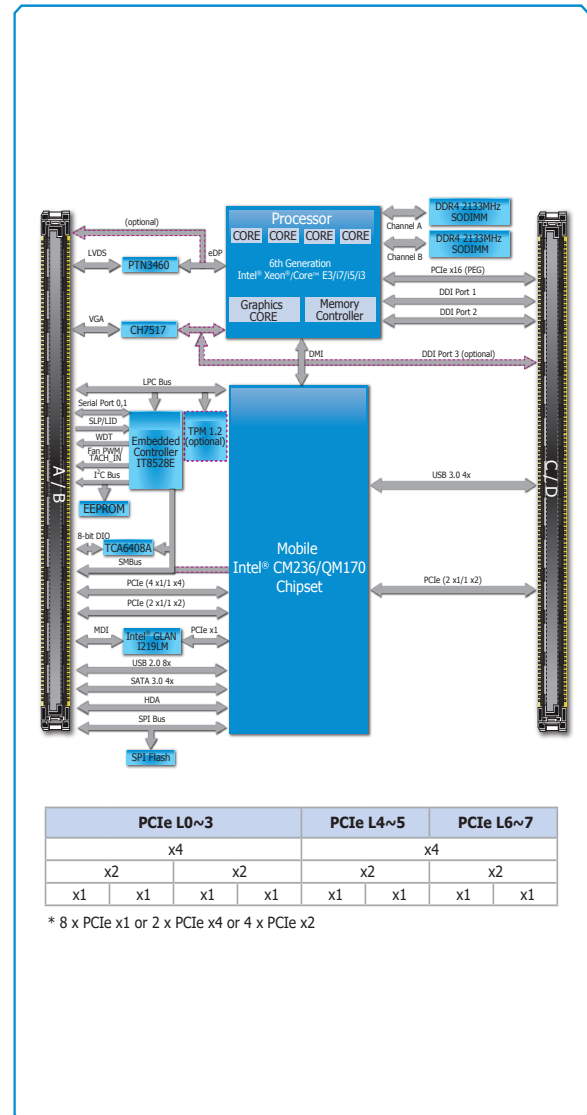 Processor
CORE CORE CORE CORE
6th Generation
Intel® Xeon®/Core™ E3/i7/i5/i3
Graphics
CORE
Memory
Controller
DDR4 2133MHz
SODIMM
Channel A
DDR4 2133MHz
SODIMM
Channel B
PCIe x16 (PEG)
DDI Port 1
DDI Port 2
DDI Port 3 (optional)
DMI
(optional)
LVDS
PTN3460
eDP
VGA
CH7517
LPC Bus
Serial Port 0,1
SLP/LID
WDT
Fan PWM/
TACH_IN
I²C Bus
Embedded
Controller
IT8528E
TPM 1.2
(optional)
EEPROM
8-bit DIO
TCA6408A
SMBus
PCIe (4 x1/1 x4)
PCIe (2 x1/1 x2)
MDI
Intel® GLAN
I219LM
PCIe x1
USB 2.0 8x
SATA 3.0 4x
HDA
SPI Bus
SPI Flash
Mobile
Intel® CM236/QM170
Chipset
USB 3.0 4x
PCIe (2 x1/1 x2)
A / B
C / D
PCIe L0~3 PCIe L4~5 PCIe L6~7
x4 x4
x2 x2 x2 x2
x1 x1 x1 x1 x1 x1 x1 x1
* 8 x PCIe x1 or 2 x PCIe x4 or 4 x PCIe x2